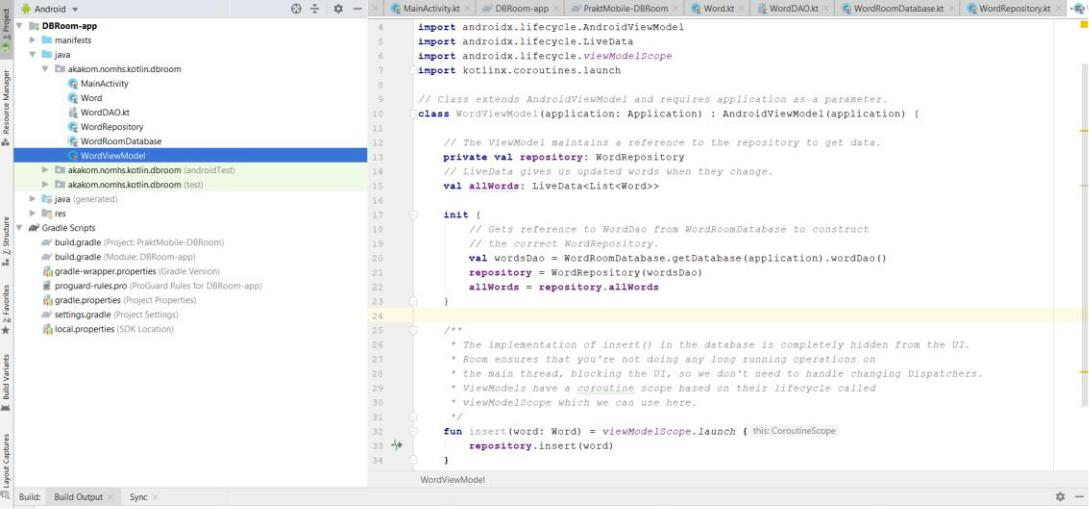 Android
MainActivity.kt
DBRoom-app
PraktMobile-DBRoom
Word.kt
WordDAO.kt
WordRoomDatabase.kt
WordRepository.kt
1: Project
Resource Manager
Z: Structure
2: Favorites
Build Variants
Layout Captures
DBRoom-app
manifests
java
akakom.nomhs.kotlin.dbroom
MainActivity
Word
WordDAO.kt
WordRepository
WordRoomDatabase
WordViewModel
akakom.nomhs.kotlin.dbroom (androidTest)
akakom.nomhs.kotlin.dbroom (test)
java (generated)
res
Gradle Scripts
build.gradle (Project: PraktMobile-DBRoom)
build.gradle (Module: DBRoom-app)
gradle-wrapper.properties (Gradle Version)
proguard-rules.pro (ProGuard Rules for DBRoom-app)
gradle.properties (Project Properties)
settings.gradle (Project Settings)
local.properties (SDK Location)
4 import androidx.lifecycle.AndroidViewModel
5 import androidx.lifecycle.LiveData
6 import androidx.lifecycle.viewModelScope
7 import kotlinx.coroutines.launch
8
9 // Class extends AndroidViewModel and requires application as a parameter.
10 class WordViewModel(application: Application) : AndroidViewModel(application) {
11
12 // The ViewModel maintains a reference to the repository to get data.
13 private val repository: WordRepository
14 // LiveData gives us updated words when they change.
15 val allWords: LiveData<List<Word>>
16
17 init {
18 // Gets reference to WordDao from WordRoomDatabase to construct
19 // the correct WordRepository.
20 val wordsDao = WordRoomDatabase.getDatabase(application).wordDao()
21 repository = WordRepository(wordsDao)
22 allWords = repository.allWords
23 }
24
25 /**
26 * The implementation of insert() in the database is completely hidden from the UI.
27 * Room ensures that you're not doing any long running operations on
28 * the main thread, blocking the UI, so we don't need to handle changing Dispatchers.
29 * ViewModels have a coroutine scope based on their lifecycle called
30 * viewModelScope which we can use here.
31 */
32 fun insert(word: Word) = viewModelScope.launch { this: CoroutineScope
33 repository.insert(word)
34 }
WordViewModel
Build: Build Output Sync